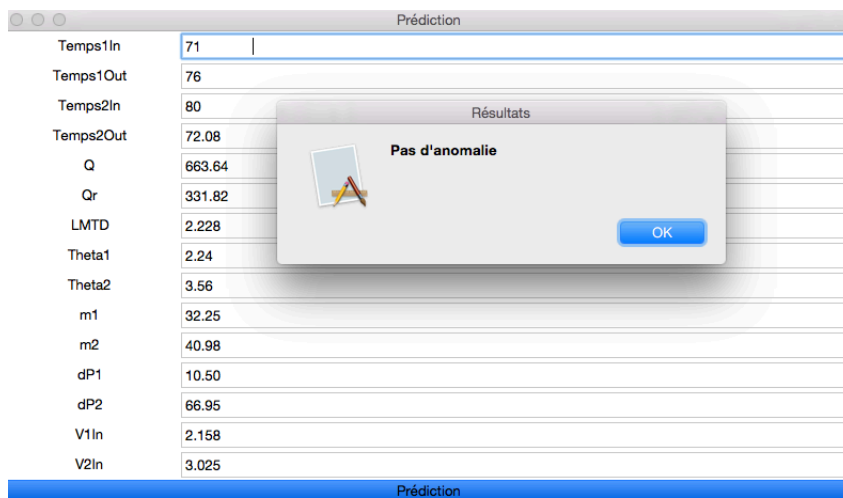 Prédiction
Temps1In 71
Temps1Out 76
Temps2In 80
Temps2Out 72.08
Q 663.64
Qr 331.82
LMTD 2.228
Theta1 2.24
Theta2 3.56
m1 32.25
m2 40.98
dP1 10.50
dP2 66.95
V1In 2.158
V2In 3.025
Prédiction
Résultats
Pas d'anomalie
OK